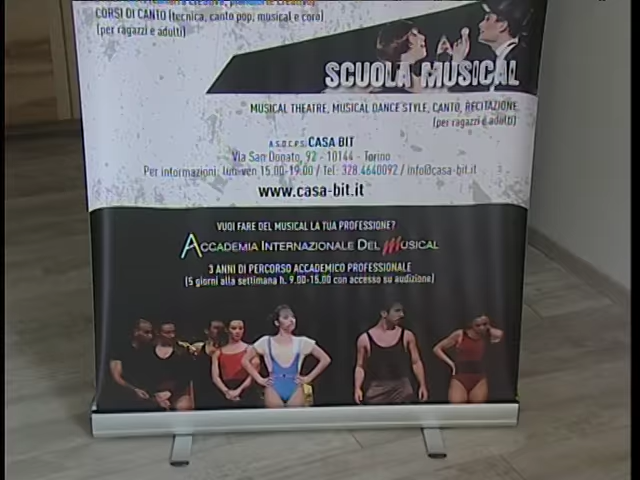 CORSI DI CANTO (tecnica, canto pop, musical e coro)
(per ragazzi e adulti)
SCUOLA MUSICAL
MUSICAL THEATRE, MUSICAL DANCE STYLE, CANTO, RECITAZIONE
(per ragazzi e adulti)
A.S.D.C.P.S. CASA BIT
Via San Donato, 92 - 10144 - Torino
Per informazioni: lun-ven 15.00-19.00 / Tel: 328.4640092 / info@casa-bit.it
www.casa-bit.it
VUOI FARE DEL MUSICAL LA TUA PROFESSIONE?
ACCADEMIA INTERNAZIONALE DEL MUSICAL
3 ANNI DI PERCORSO ACCADEMICO PROFESSIONALE
(5 giorni alla settimana h. 9.00-15.00 con accesso su audizione)